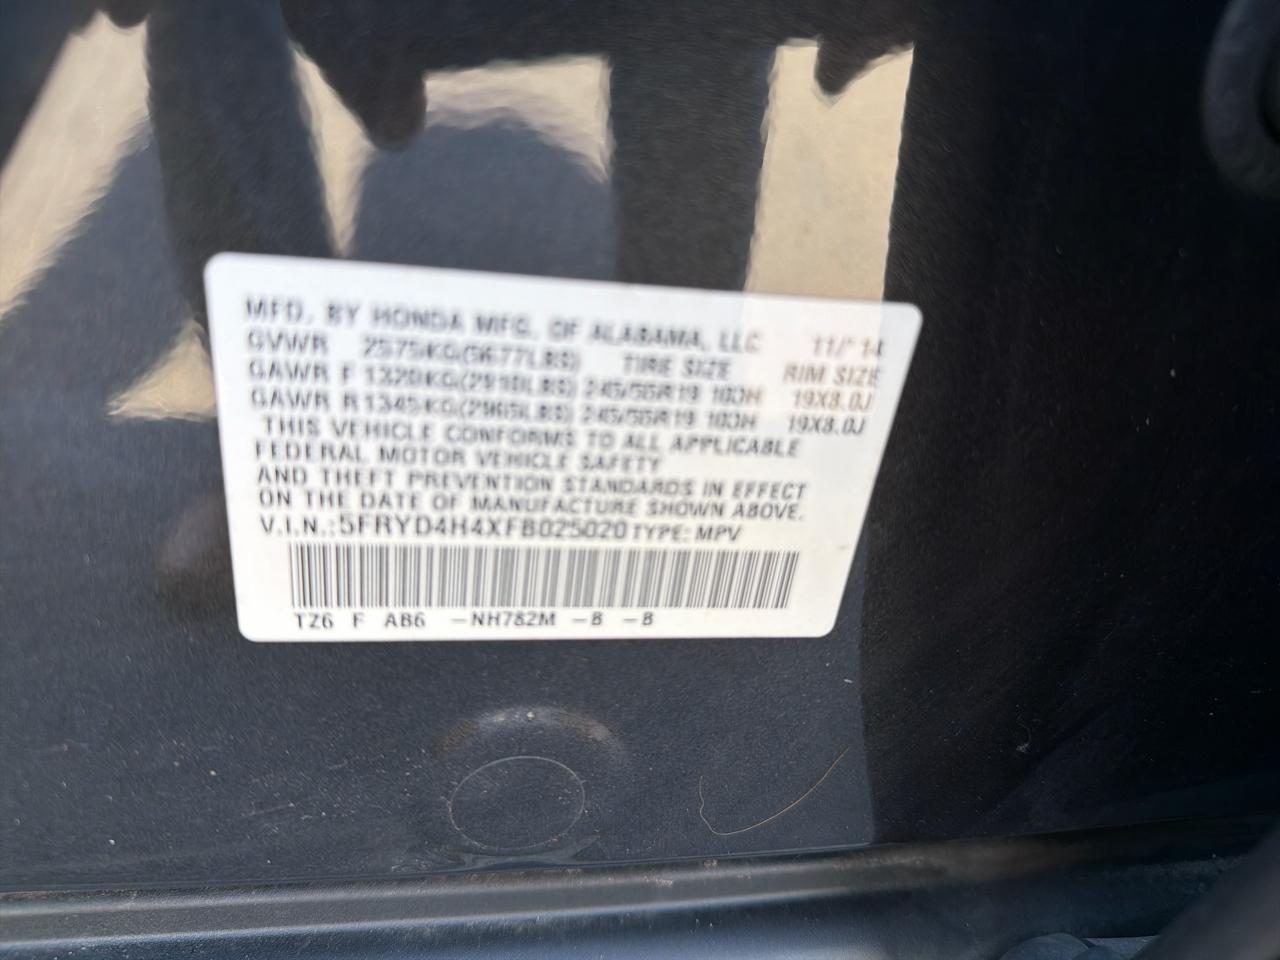 MFD. BY HONDA MFG. OF ALABAMA, LLC 11/'14
GVWR 2575KG(5677LBS) TIRE SIZE RIM SIZE
GAWR F 1320KG(2910LBS) 245/55R19 103H 19X8.0J
GAWR R 1345KG(2965LBS) 245/55R19 103H 19X8.0J
THIS VEHICLE CONFORMS TO ALL APPLICABLE
FEDERAL MOTOR VEHICLE SAFETY
AND THEFT PREVENTION STANDARDS IN EFFECT
ON THE DATE OF MANUFACTURE SHOWN ABOVE.
V.I.N.: 5FRYD4H4XFB025020 TYPE: MPV
TZ6 F AB6 -NH782M -B -B